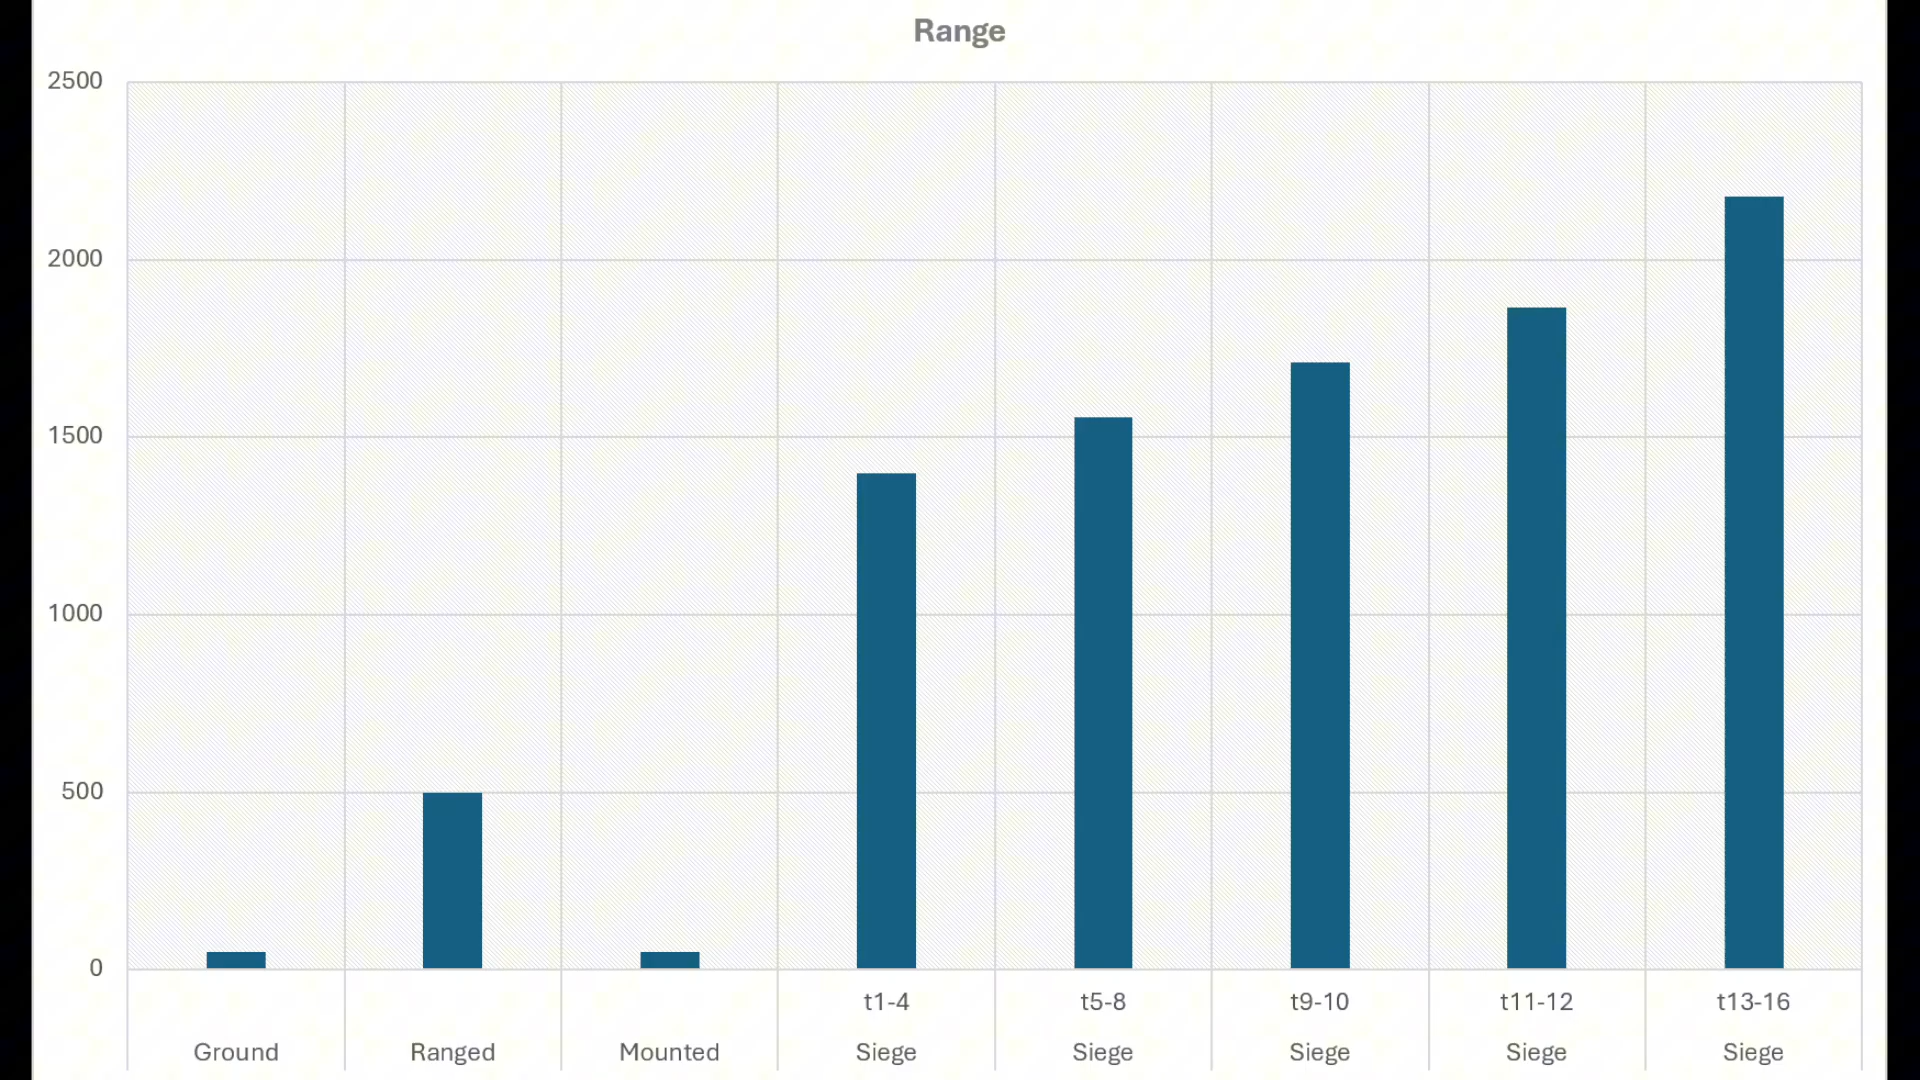 Range
2500
2000
1500
1000
500
0
t1-4 t5-8 t9-10 t11-12 t13-16
Ground Ranged Mounted Siege Siege Siege Siege Siege